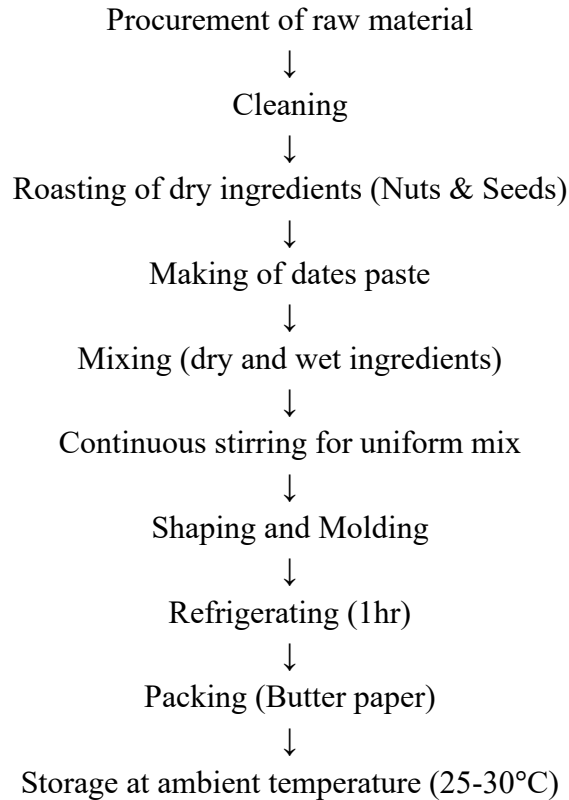 Procurement of raw material
↓
Cleaning
↓
Roasting of dry ingredients (Nuts & Seeds)
↓
Making of dates paste
↓
Mixing (dry and wet ingredients)
↓
Continuous stirring for uniform mix
↓
Shaping and Molding
↓
Refrigerating (1hr)
↓
Packing (Butter paper)
↓
Storage at ambient temperature (25-30°C)